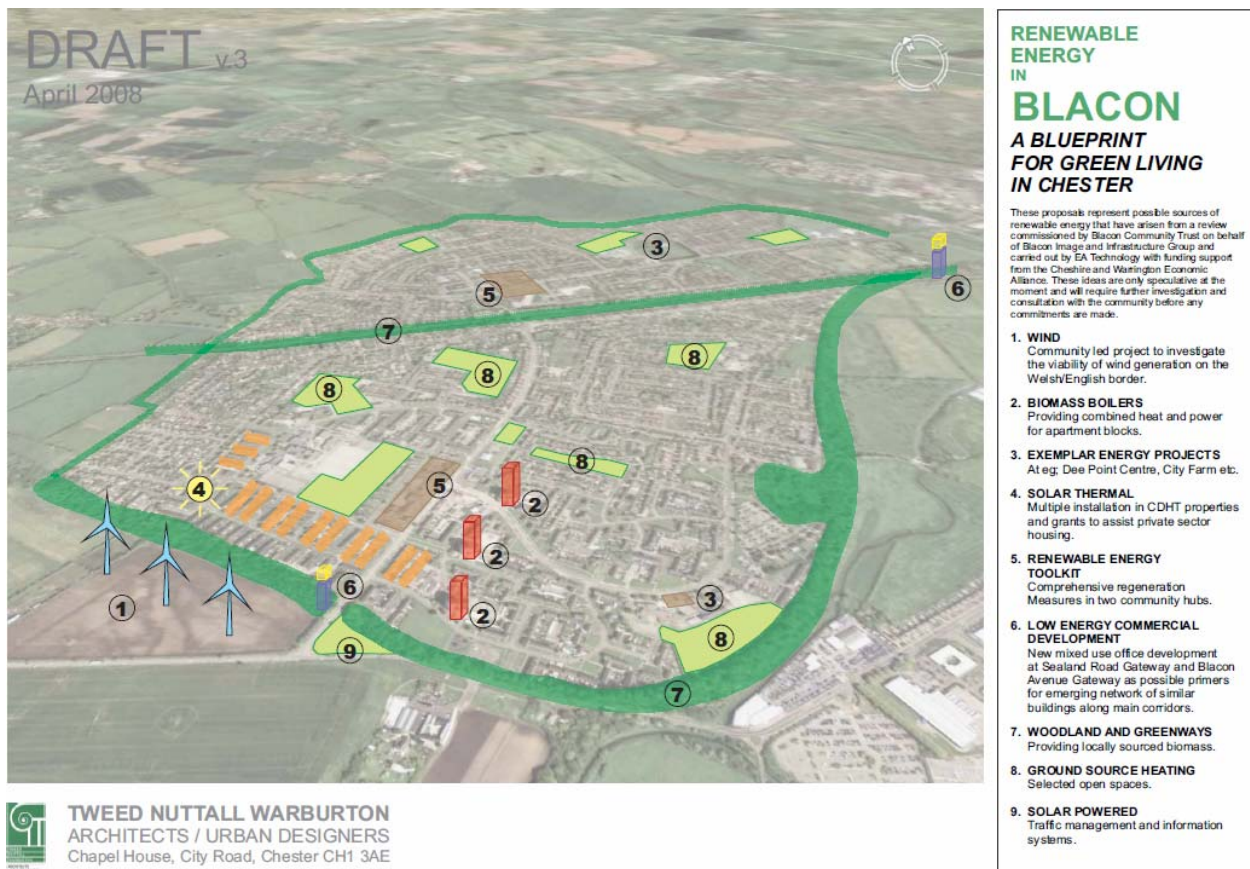 DRAFT v.3
April 2008
3
6
5
7
8
8
8
4
5
8
2
2
6
1
2
3
8
9
7
RENEWABLE
ENERGY
IN
BLACON
A BLUEPRINT
FOR GREEN LIVING
IN CHESTER
These proposals represent possible sources of
renewable energy that have arisen from a review
commissioned by Blacon Community Trust on behalf
of Blacon Image and Infrastructure Group and
carried out by EA Technology with funding support
from the Cheshire and Warrington Economic
Alliance. These ideas are only speculative at the
moment and will require further investigation and
consultation with the community before any
commitments are made.
1. WIND
Community led project to investigate
the viability of wind generation on the
Welsh/English border.
2. BIOMASS BOILERS
Providing combined heat and power
for apartment blocks.
3. EXEMPLAR ENERGY PROJECTS
At eg; Dee Point Centre, City Farm etc.
4. SOLAR THERMAL
Multiple installation in CDHT properties
and grants to assist private sector
housing.
5. RENEWABLE ENERGY
TOOLKIT
Comprehensive regeneration
Measures in two community hubs.
6. LOW ENERGY COMMERCIAL
DEVELOPMENT
New mixed use office development
at Sealand Road Gateway and Blacon
Avenue Gateway as possible primers
for emerging network of similar
buildings along main corridors.
7. WOODLAND AND GREENWAYS
Providing locally sourced biomass.
8. GROUND SOURCE HEATING
Selected open spaces.
9. SOLAR POWERED
Traffic management and information
systems.
TWEED NUTTALL WARBURTON
ARCHITECTS / URBAN DESIGNERS
Chapel House, City Road, Chester CH1 3AE